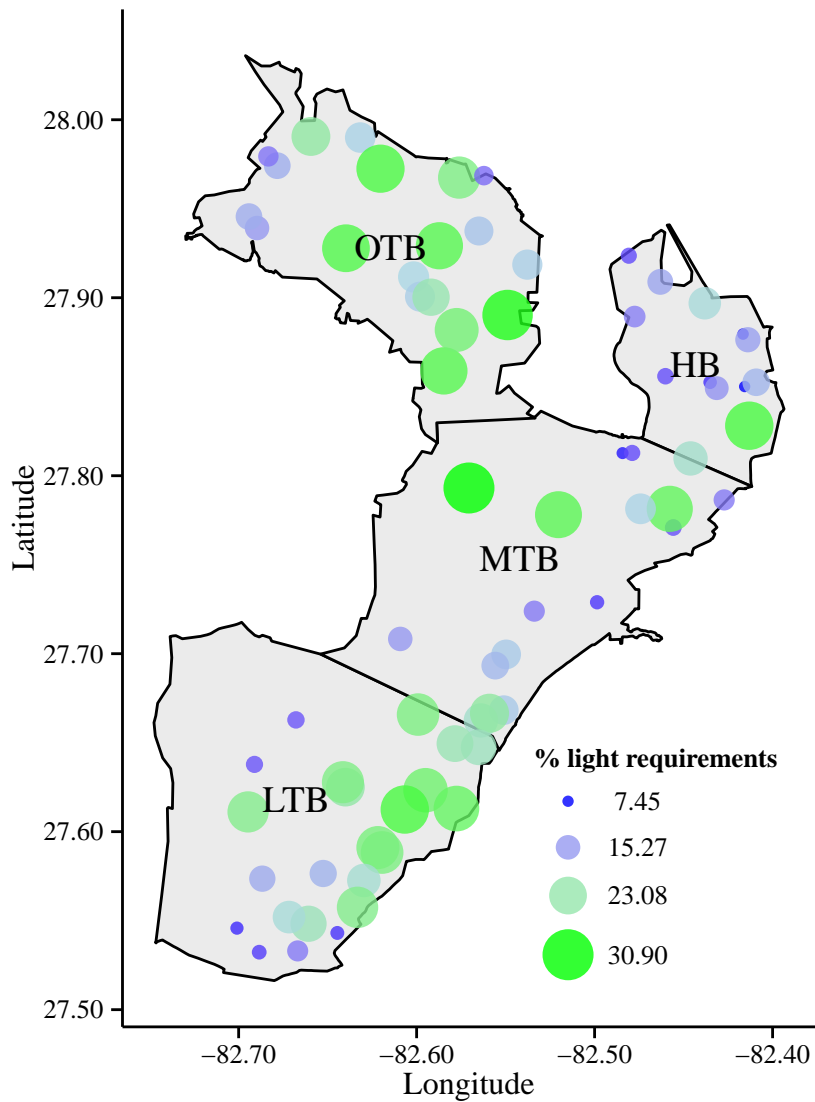 28.00
27.90
27.80
27.70
27.60
27.50
Latitude
OTB
HB
MTB
LTB
% light requirements
7.45
15.27
23.08
30.90
−82.70
−82.60
−82.50
−82.40
Longitude